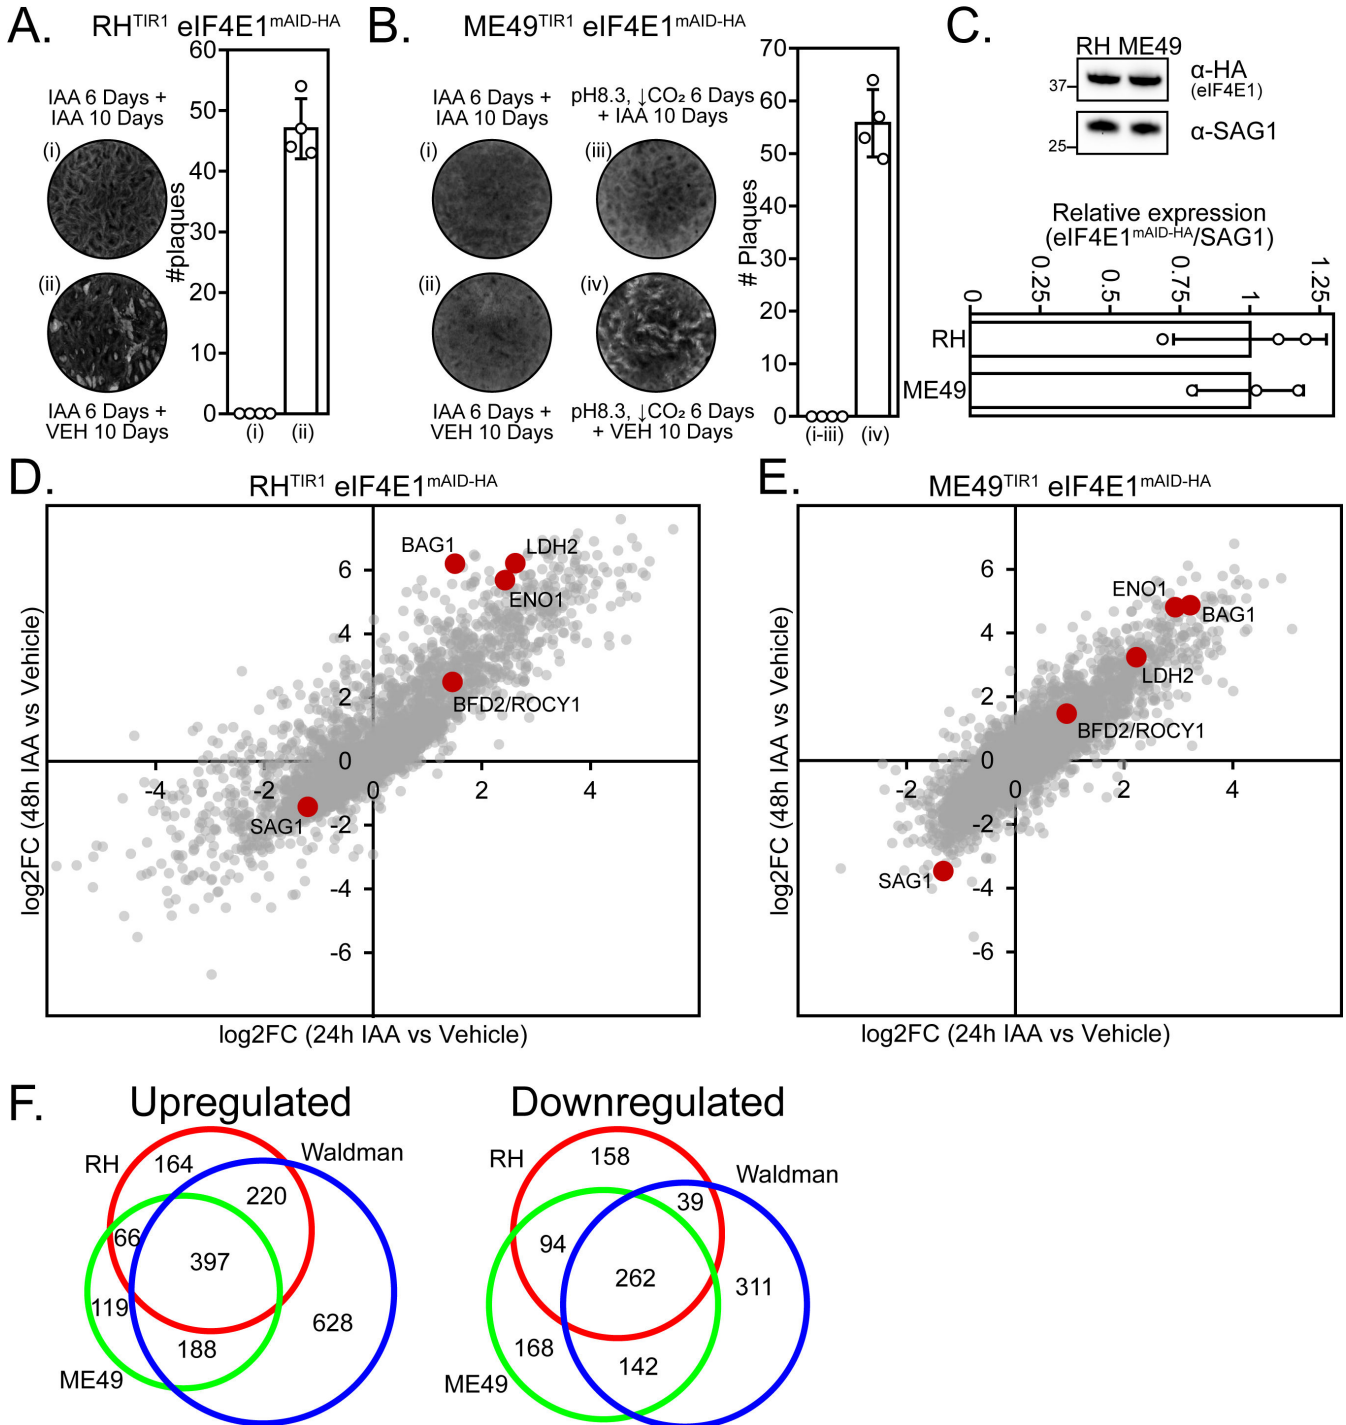 A.
RHTIR1 eIF4E1mAID-HA
IAA 6 Days +
IAA 10 Days
(i)
(ii)
IAA 6 Days +
VEH 10 Days
#plaques
60
50
40
30
20
10
0
(i)
(ii)
B.
ME49TIR1 eIF4E1mAID-HA
IAA 6 Days +
IAA 10 Days
pH8.3, ↓CO₂ 6 Days
+ IAA 10 Days
(i)
(iii)
(ii)
(iv)
IAA 6 Days +
VEH 10 Days
pH8.3, ↓CO₂ 6 Days
+ VEH 10 Days
# Plaques
70
60
50
40
30
20
10
0
(i-iii)
(iv)
C.
RH ME49
37
α-HA
(eIF4E1)
25
α-SAG1
Relative expression
(eIF4E1mAID-HA/SAG1)
0
0.25
0.5
0.75
1
1.25
RH
ME49
D.
RHTIR1 eIF4E1mAID-HA
log2FC (48h IAA vs Vehicle)
BAG1
LDH2
ENO1
BFD2/ROCY1
SAG1
6
4
2
0
-2
-4
-6
-4
-2
0
2
4
log2FC (24h IAA vs Vehicle)
E.
ME49TIR1 eIF4E1mAID-HA
log2FC (48h IAA vs Vehicle)
ENO1
BAG1
LDH2
BFD2/ROCY1
SAG1
6
4
2
0
-2
-4
-6
-2
0
2
4
log2FC (24h IAA vs Vehicle)
F.
Upregulated
RH
Waldman
164
220
66
397
119
628
188
ME49
Downregulated
RH
Waldman
158
39
94
262
311
168
142
ME49